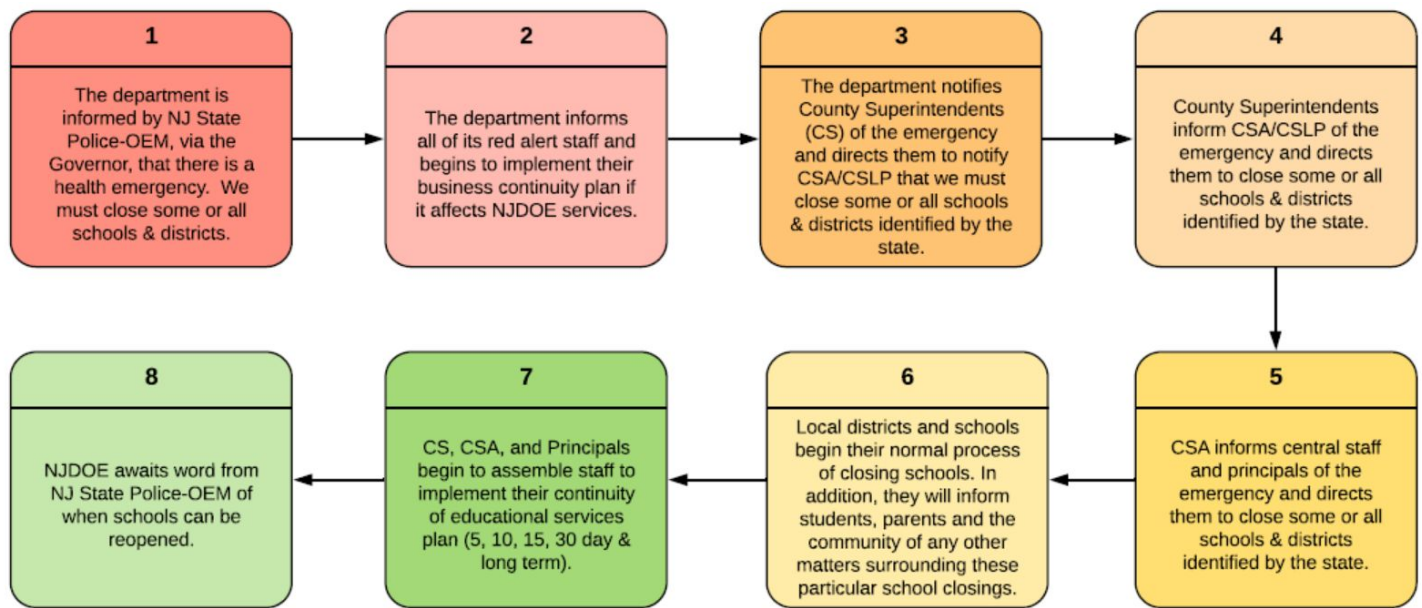 1
The department is
informed by NJ State
Police-OEM, via the
Governor, that there is a
health emergency.  We
must close some or all
schools & districts.
2
The department informs
all of its red alert staff and
begins to implement their
business continuity plan if
it affects NJDOE services.
3
The department notifies
County Superintendents
(CS) of the emergency
and directs them to notify
CSA/CSLP that we must
close some or all schools
& districts identified by the
state.
4
County Superintendents
inform CSA/CSLP of the
emergency and directs
them to close some or all
schools & districts
identified by the state.
5
CSA informs central staff
and principals of the
emergency and directs
them to close some or all
schools & districts
identified by the state.
6
Local districts and schools
begin their normal process
of closing schools. In
addition, they will inform
students, parents and the
community of any other
matters surrounding these
particular school closings.
7
CS, CSA, and Principals
begin to assemble staff to
implement their continuity
of educational services
plan (5, 10, 15, 30 day &
long term).
8
NJDOE awaits word from
NJ State Police-OEM of
when schools can be
reopened.